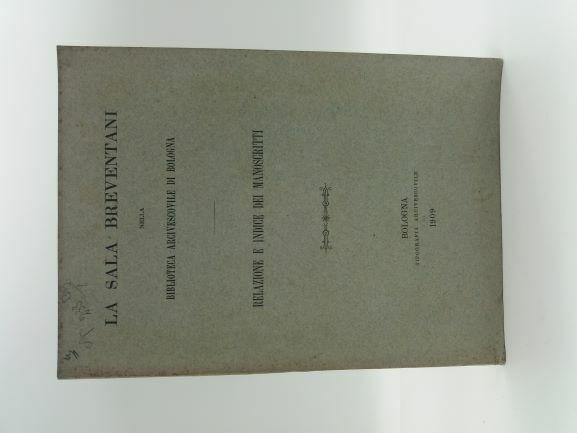 LA SALA BREVENTANI
NELLA
BIBLIOTECA ARCIVESCOVILE DI BOLOGNA
RELAZIONE E INDICE DEI MANOSCRITTI
BOLOGNA
TIPOGRAFIA ARCIVESCOVILE
1909